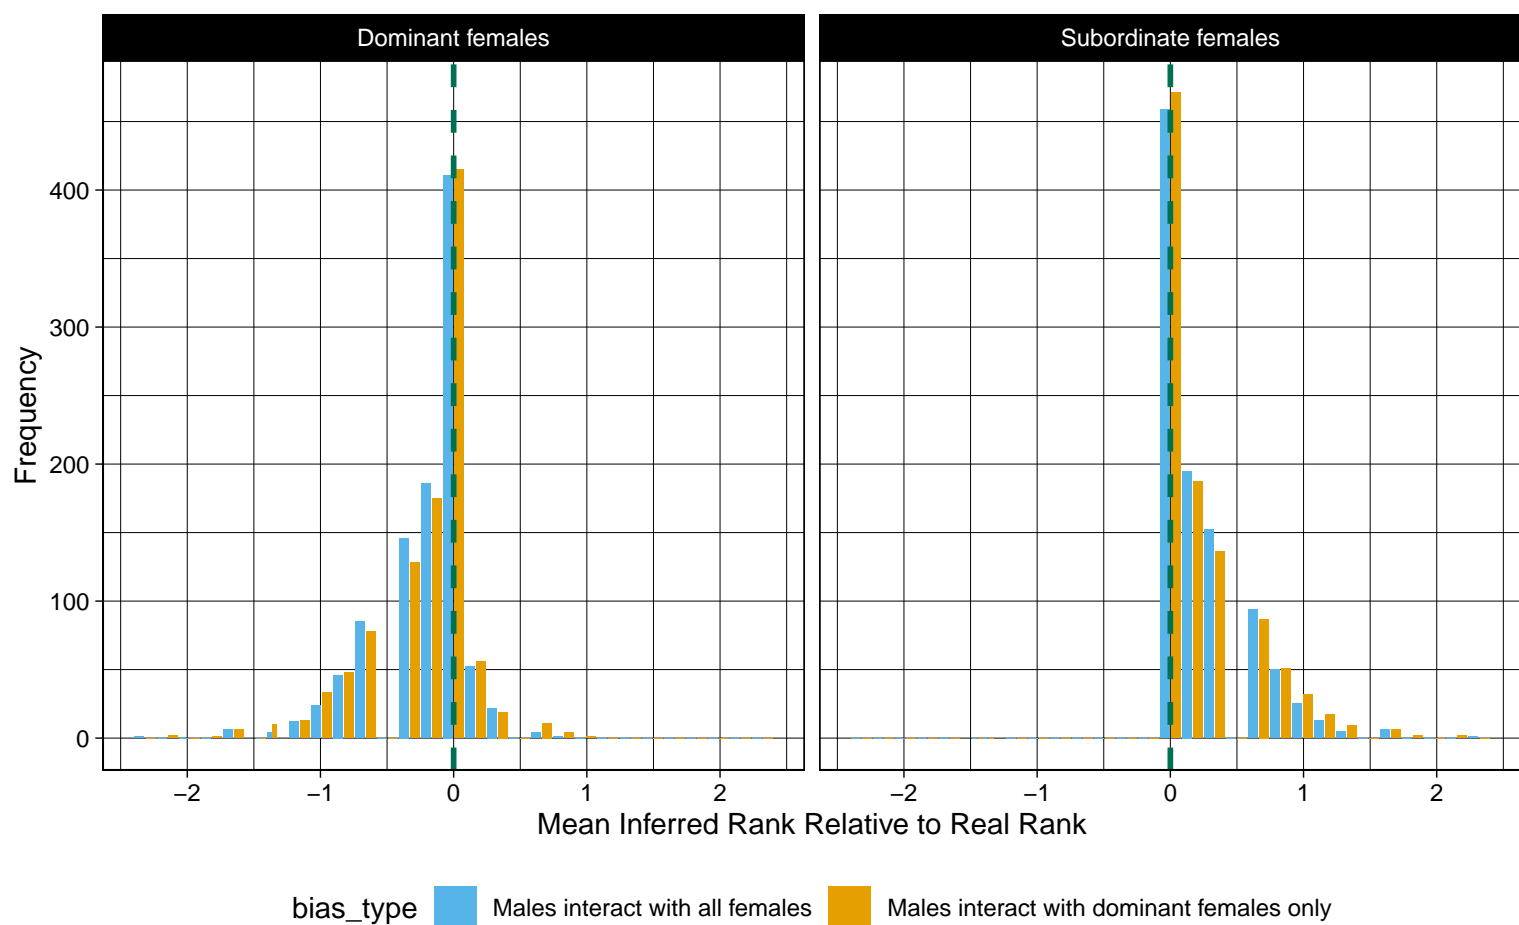 Dominant females
Subordinate females
400
300
200
100
0
Frequency
−2 −1 0 1 2
−2 −1 0 1 2
Mean Inferred Rank Relative to Real Rank
bias_type Males interact with all females Males interact with dominant females only